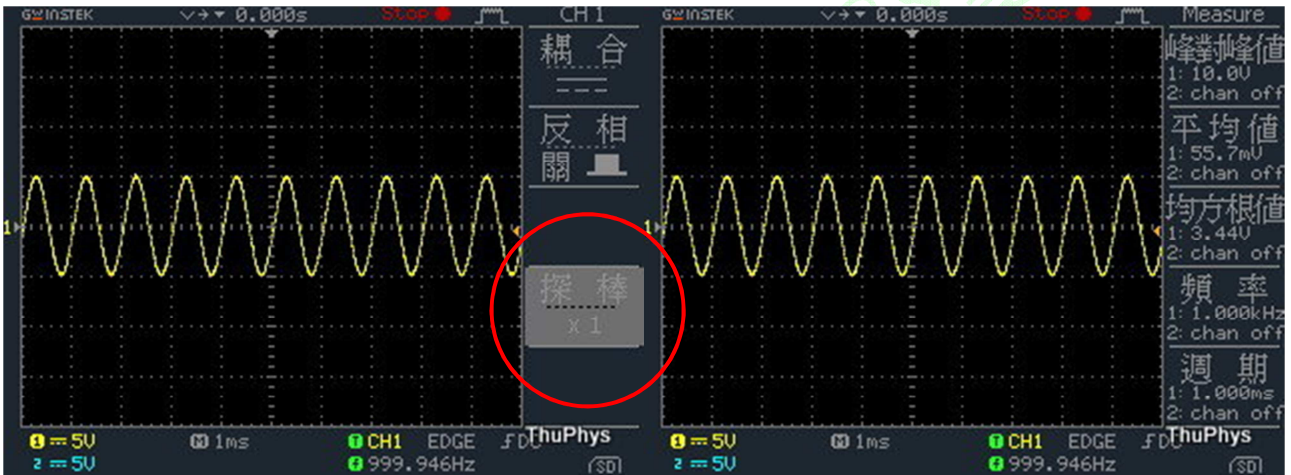 GWINSTEK 0.000s Stop CH 1
耦 合
反 相
關
探 棒
x 1
1
1 5V M 1ms T CH1 EDGE
2 5V f 999.946Hz
ThuPhys
SD
GWINSTEK 0.000s Stop Measure
峰對峰值
1: 10.0V
2: chan off
平均值
1: 55.7mV
2: chan off
均方根值
1: 3.44V
2: chan off
頻 率
1: 1.000kHz
2: chan off
週 期
1: 1.000ms
2: chan off
1
1 5V M 1ms T CH1 EDGE
2 5V f 999.946Hz
ThuPhys
SD